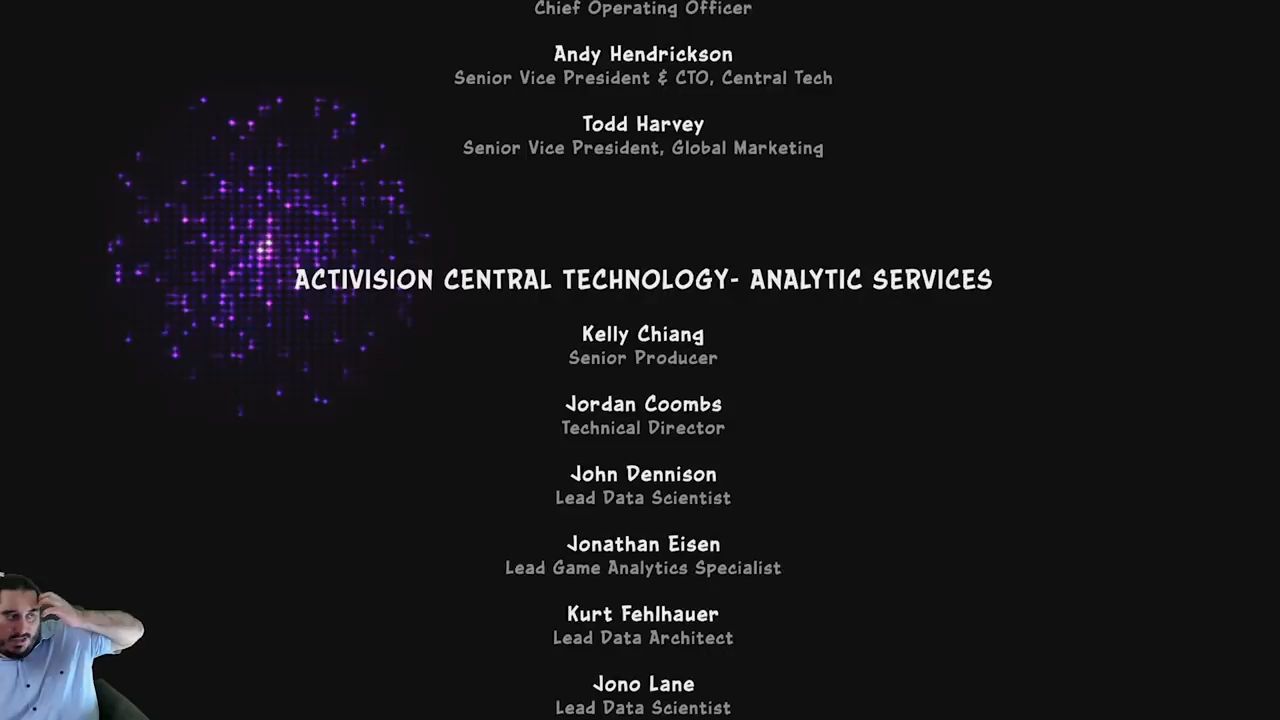 Chief Operating Officer
Andy Hendrickson
Senior Vice President & CTO, Central Tech
Todd Harvey
Senior Vice President, Global Marketing
ACTIVISION CENTRAL TECHNOLOGY- ANALYTIC SERVICES
Kelly Chiang
Senior Producer
Jordan Coombs
Technical Director
John Dennison
Lead Data Scientist
Jonathan Eisen
Lead Game Analytics Specialist
Kurt Fehlhauer
Lead Data Architect
Jono Lane
Lead Data Scientist